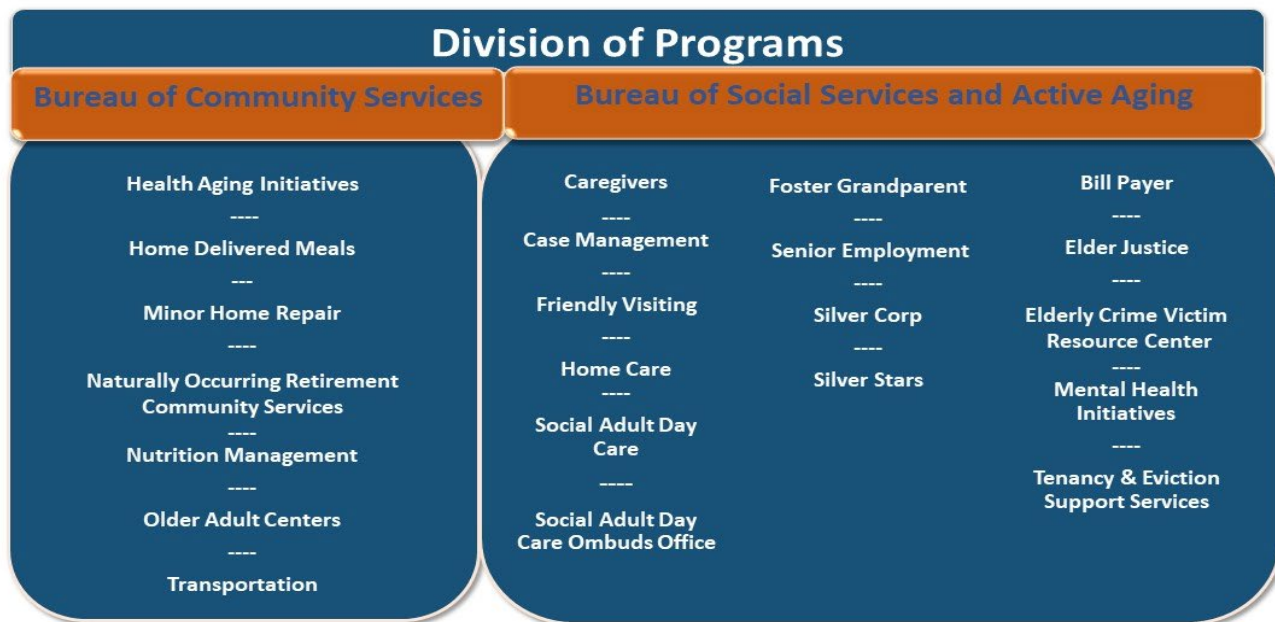 Division of Programs
Bureau of Community Services
Bureau of Social Services and Active Aging
Health Aging Initiatives
----
Home Delivered Meals
---
Minor Home Repair
----
Naturally Occurring Retirement
Community Services
----
Nutrition Management
----
Older Adult Centers
----
Transportation
Caregivers
----
Case Management
----
Friendly Visiting
----
Home Care
----
Social Adult Day
Care
----
Social Adult Day
Care Ombuds Office
Foster Grandparent
----
Senior Employment
----
Silver Corp
----
Silver Stars
Bill Payer
----
Elder Justice
----
Elderly Crime Victim
Resource Center
----
Mental Health
Initiatives
----
Tenancy & Eviction
Support Services